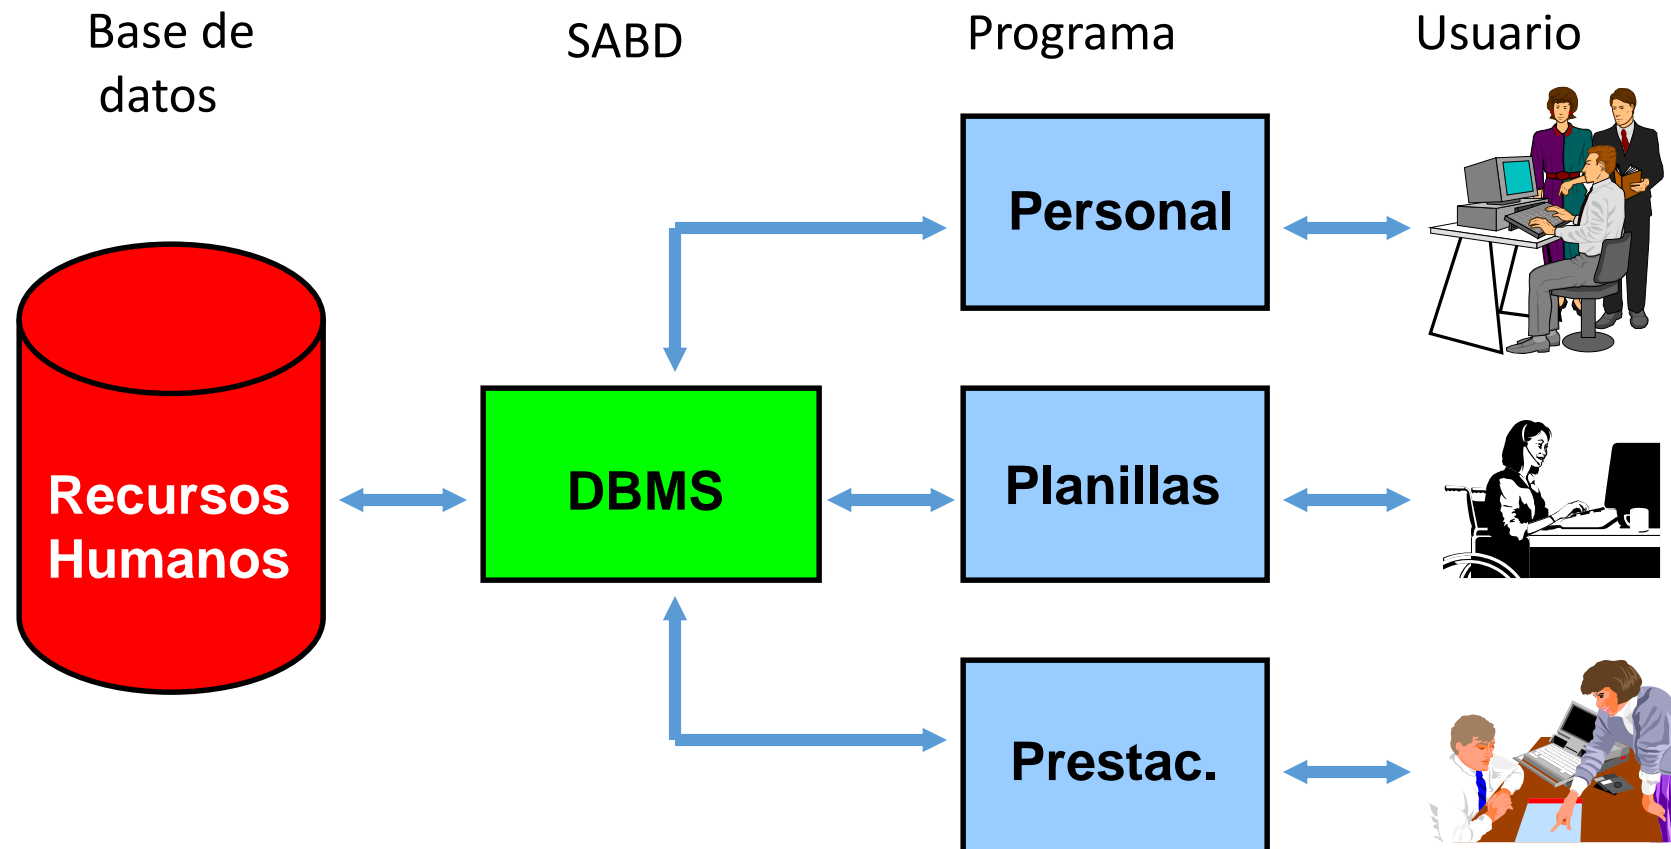 Base de
datos
SABD
Programa
Usuario
Personal
Recursos
Humanos
DBMS
Planillas
Prestac.